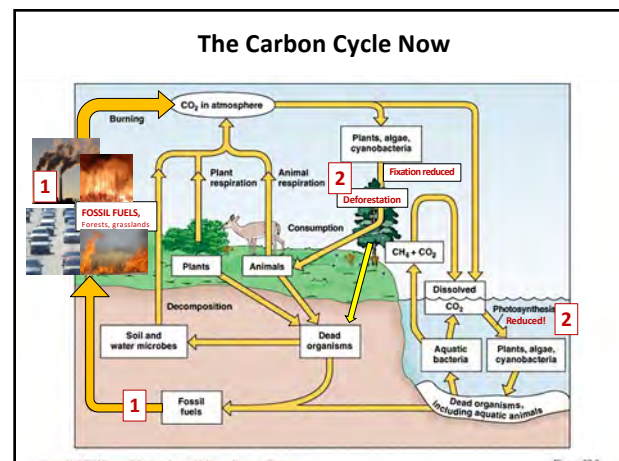 The Carbon Cycle Now
CO₂ in atmosphere
Burning
1
FOSSIL FUELS,
Forests, grasslands
Plant
respiration
Animal
respiration
Plants, algae,
cyanobacteria
2
Fixation reduced
Deforestation
Consumption
CH₄ + CO₂
Plants
Animals
Dissolved
CO₂
Decomposition
Photosynthesis
Reduced!
2
Soil and
water microbes
Dead
organisms
Aquatic
bacteria
Plants, algae,
cyanobacteria
1
Fossil
fuels
Dead organisms,
including aquatic animals